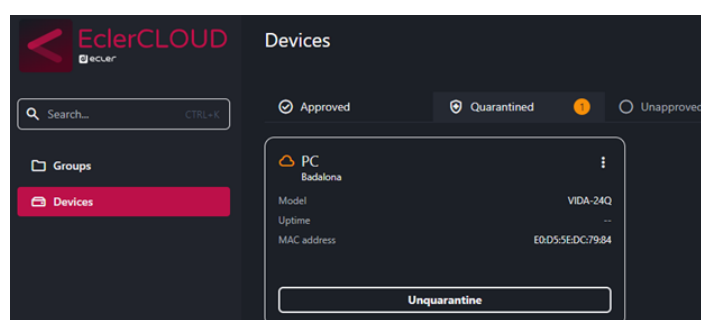 EclerCLOUD
ecler
Search...
CTRL+K
Groups
Devices
Devices
Approved
Quarantined
1
Unapproved
PC
Badalona
Model
VIDA-24Q
Uptime
--
MAC address
E0:D5:5E:DC:79:84
Unquarantine